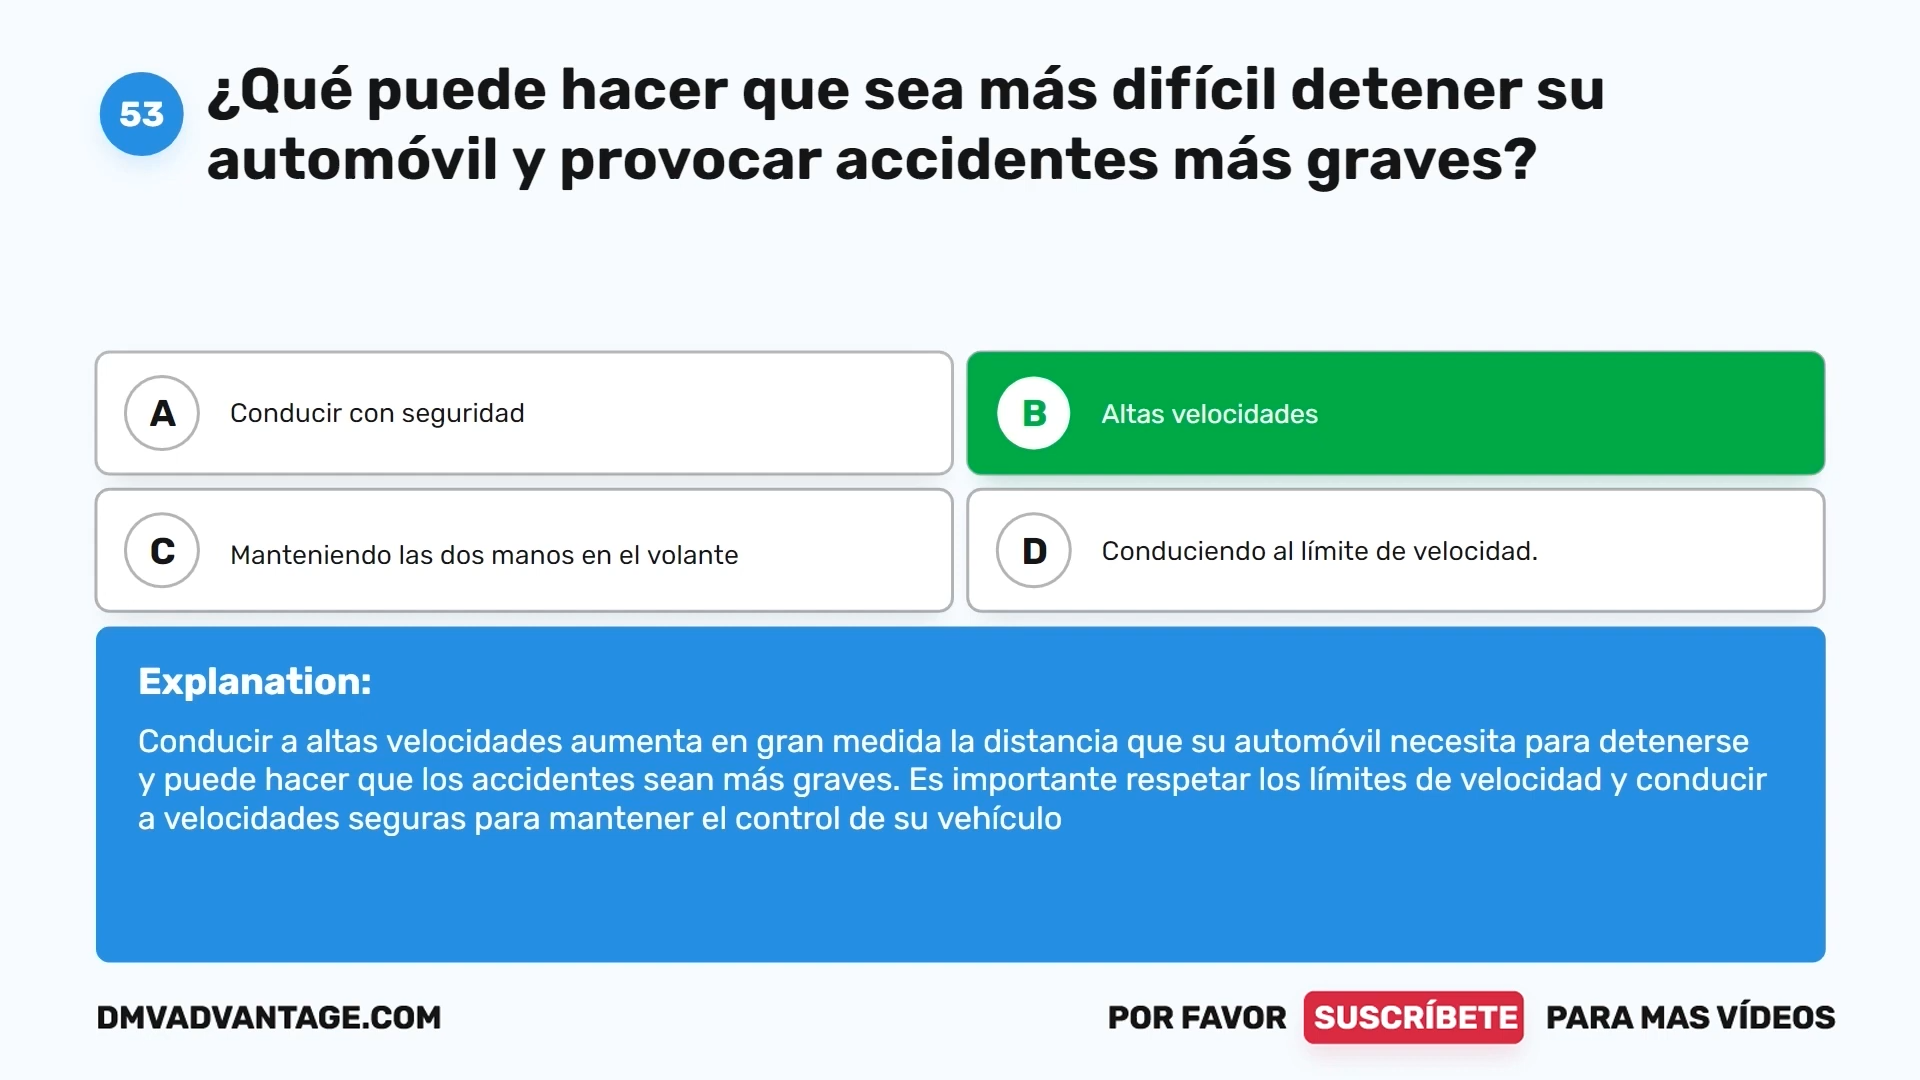 53
¿Qué puede hacer que sea más difícil detener su
automóvil y provocar accidentes más graves?
A Conducir con seguridad
B Altas velocidades
C Manteniendo las dos manos en el volante
D Conduciendo al límite de velocidad.
Explanation:
Conducir a altas velocidades aumenta en gran medida la distancia que su automóvil necesita para detenerse
y puede hacer que los accidentes sean más graves. Es importante respetar los límites de velocidad y conducir
a velocidades seguras para mantener el control de su vehículo
DMVADVANTAGE.COM
POR FAVOR SUSCRÍBETE PARA MAS VÍDEOS